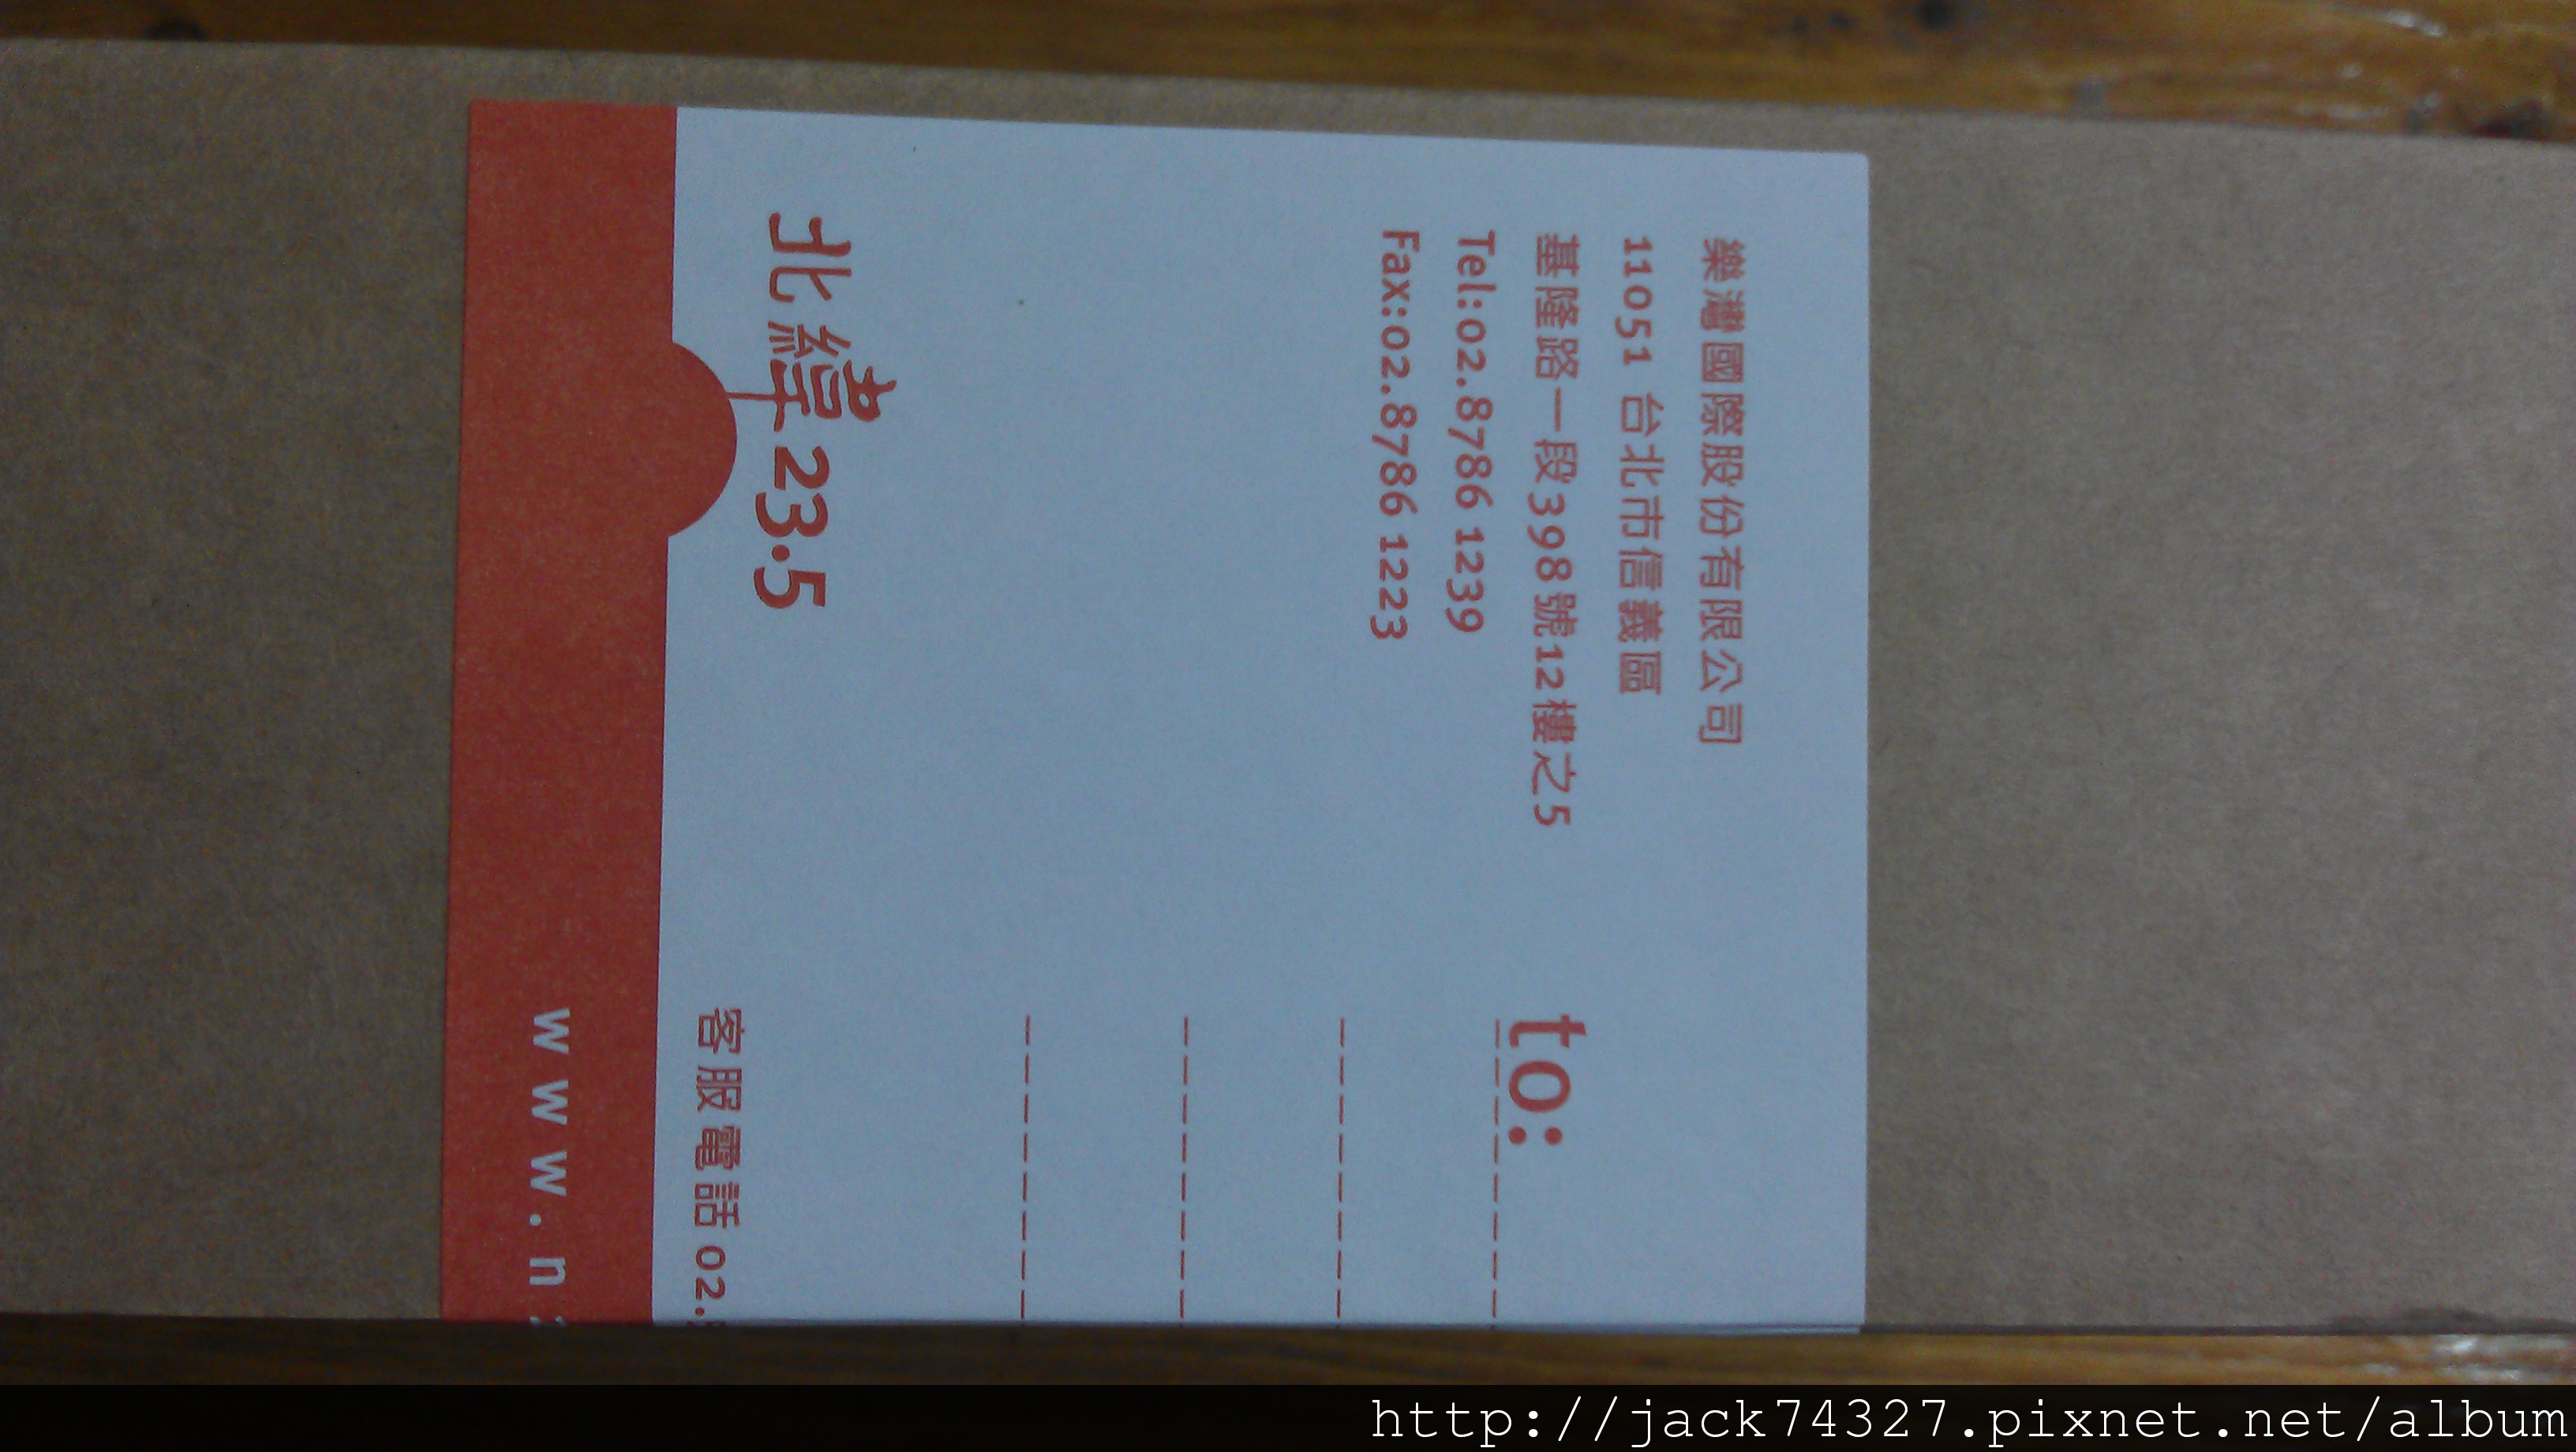 樂灣國際股份有限公司
11051 台北市信義區
基隆路一段398號12樓之5
Tel:02.8786 1239
Fax:02.8786 1223
to:
北緯23.5
客服電話 02.
www.n
http://jack74327.pixnet.net/album